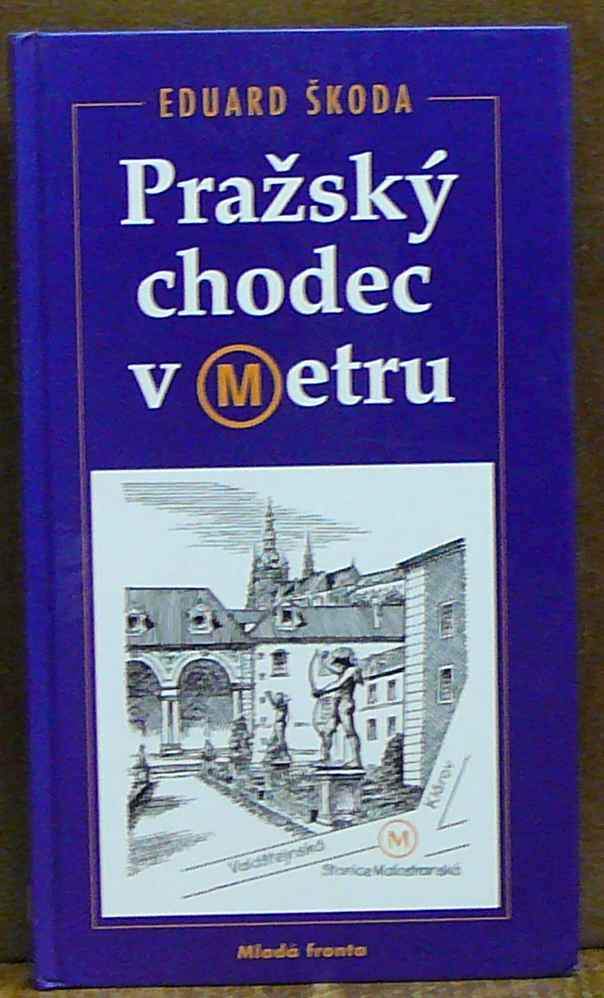 EDUARD ŠKODA
Pražský
chodec
v Metru
Klárov
M
Valdštejnská
Stanice Malostranská
Mladá fronta